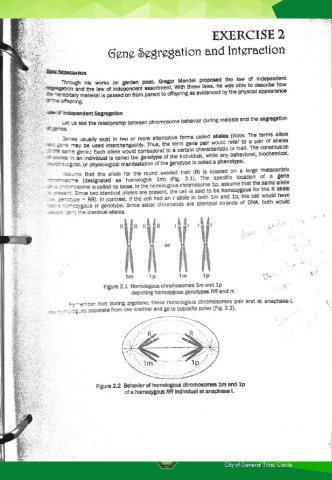 EXERCISE 2
Gene Segregation and Interaction
GENE SEGREGATION
Through his works on garden peas, Gregor Mendel proposed the law of independent
segregation and the law of independent assortment. With these laws, he was able to describe how
the hereditary material is passed on from parent to offspring as evidenced by the physical appearance
of the offspring.
Law of Independent Segregation
Let us see the relationship between chromosome behavior during meiosis and the segregation
of genes.
Genes usually exist in two or more alternative forms called alleles (Note: The terms allele
and gene may be used interchangeably. Thus, the term gene pair would refer to a pair of alleles
of the same gene.) Each allele would correspond to a certain characteristic or trait. The constitution
of alleles in an individual is called the genotype of the individual, while any behavioral, biochemical,
morphological, or physiological manifestation of the genotype is called a phenotype.
Assume that the allele for the round seeded trait (R) is located on a large metacentric
chromosome (designated as homologue 1m) (Fig. 2.1). The specific location of a gene
on a chromosome is called its locus. In the homologous chromosome 1p, assume that the same allele
is present. Since two identical alleles are present, the cell is said to be homozygous for the R allele
(i.e. genotype = RR). In contrast, if the cell had an r allele in both 1m and 1p, the cell would have
had a homozygous rr genotype. Since sister chromatids are identical strands of DNA, both would
carry the identical alleles.
R R R R r r r r
or
1m 1p 1m 1p
Figure 2.1 Homologous chromosomes 1m and 1p
depicting homozygous genotypes RR and rr.
Remember that during zygotene, these homologous chromosomes pair and at anaphase I,
the homologues separate from one another and go to opposite poles (Fig. 2.2).
R R
1m 1p
Figure 2.2 Behavior of homologous chromosomes 1m and 1p
of a homozygous RR individual at anaphase I.
City of General Trias, Cavite